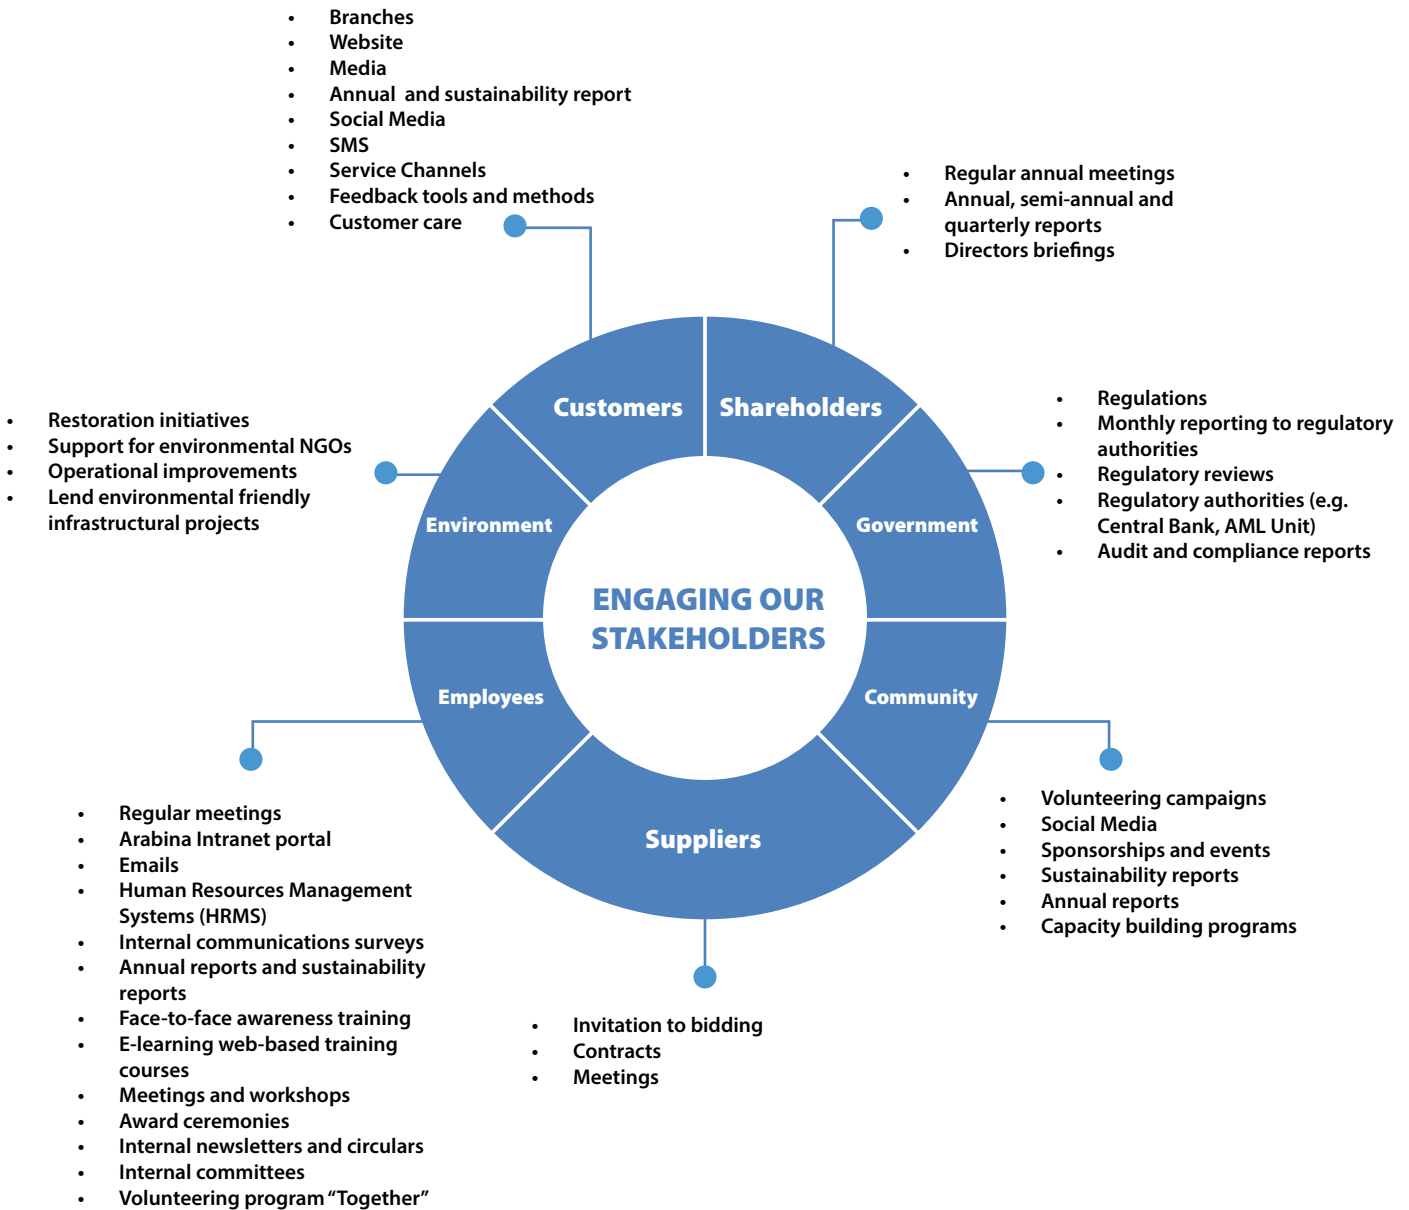 • Branches
• Website
• Media
• Annual and sustainability report
• Social Media
• SMS
• Service Channels
• Feedback tools and methods
• Customer care
• Regular annual meetings
• Annual, semi-annual and
quarterly reports
• Directors briefings
Customers
Shareholders
• Restoration initiatives
• Support for environmental NGOs
• Operational improvements
• Lend environmental friendly
infrastructural projects
• Regulations
• Monthly reporting to regulatory
authorities
• Regulatory reviews
• Regulatory authorities (e.g.
Central Bank, AML Unit)
• Audit and compliance reports
Environment
Government
ENGAGING OUR
STAKEHOLDERS
Employees
Community
Suppliers
• Regular meetings
• Arabina Intranet portal
• Emails
• Human Resources Management
Systems (HRMS)
• Internal communications surveys
• Annual reports and sustainability
reports
• Face-to-face awareness training
• E-learning web-based training
courses
• Meetings and workshops
• Award ceremonies
• Internal newsletters and circulars
• Internal committees
• Volunteering program “Together”
• Invitation to bidding
• Contracts
• Meetings
• Volunteering campaigns
• Social Media
• Sponsorships and events
• Sustainability reports
• Annual reports
• Capacity building programs